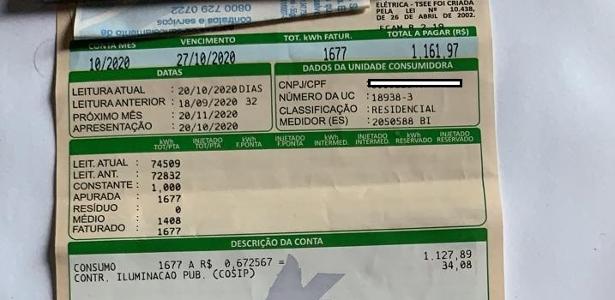 0800 729 0722
contratos e serviços
ELÉTRICA - TSEE FOI CRIADA
PELA LEI Nº 10.438,
DE 26 DE ABRIL DE 2002.
CONTA MÊS VENCIMENTO TOT. kWh FATUR. TOTAL A PAGAR (R$)
10/2020 27/10/2020 1677 1.161,97
DATAS
LEITURA ATUAL : 20/10/2020 DIAS
LEITURA ANTERIOR : 18/09/2020 32
PRÓXIMO MÊS : 20/11/2020
APRESENTAÇÃO : 20/10/2020
DADOS DA UNIDADE CONSUMIDORA
CNPJ/CPF
NÚMERO DA UC : 18938-3
CLASSIFICAÇÃO : RESIDENCIAL
MEDIDOR (ES) : 2050588 BI
kWh TOT/PTA INJETADO TOT/PTA kWh F.PONTA INJETADO F.PONTA kWh INTERMED. INJETADO INTERMED. kWh RESERVADO INJETADO RESERVADO
LEIT. ATUAL : 74509
LEIT. ANT. : 72832
CONSTANTE : 1,000
APURADA : 1677
RESÍDUO : 0
MÉDIO : 1408
FATURADO : 1677
DESCRIÇÃO DA CONTA
CONSUMO 1677 A R$ 0,672567 = 1.127,89
CONTR. ILUMINACAO PUB. (COSIP) 34,08